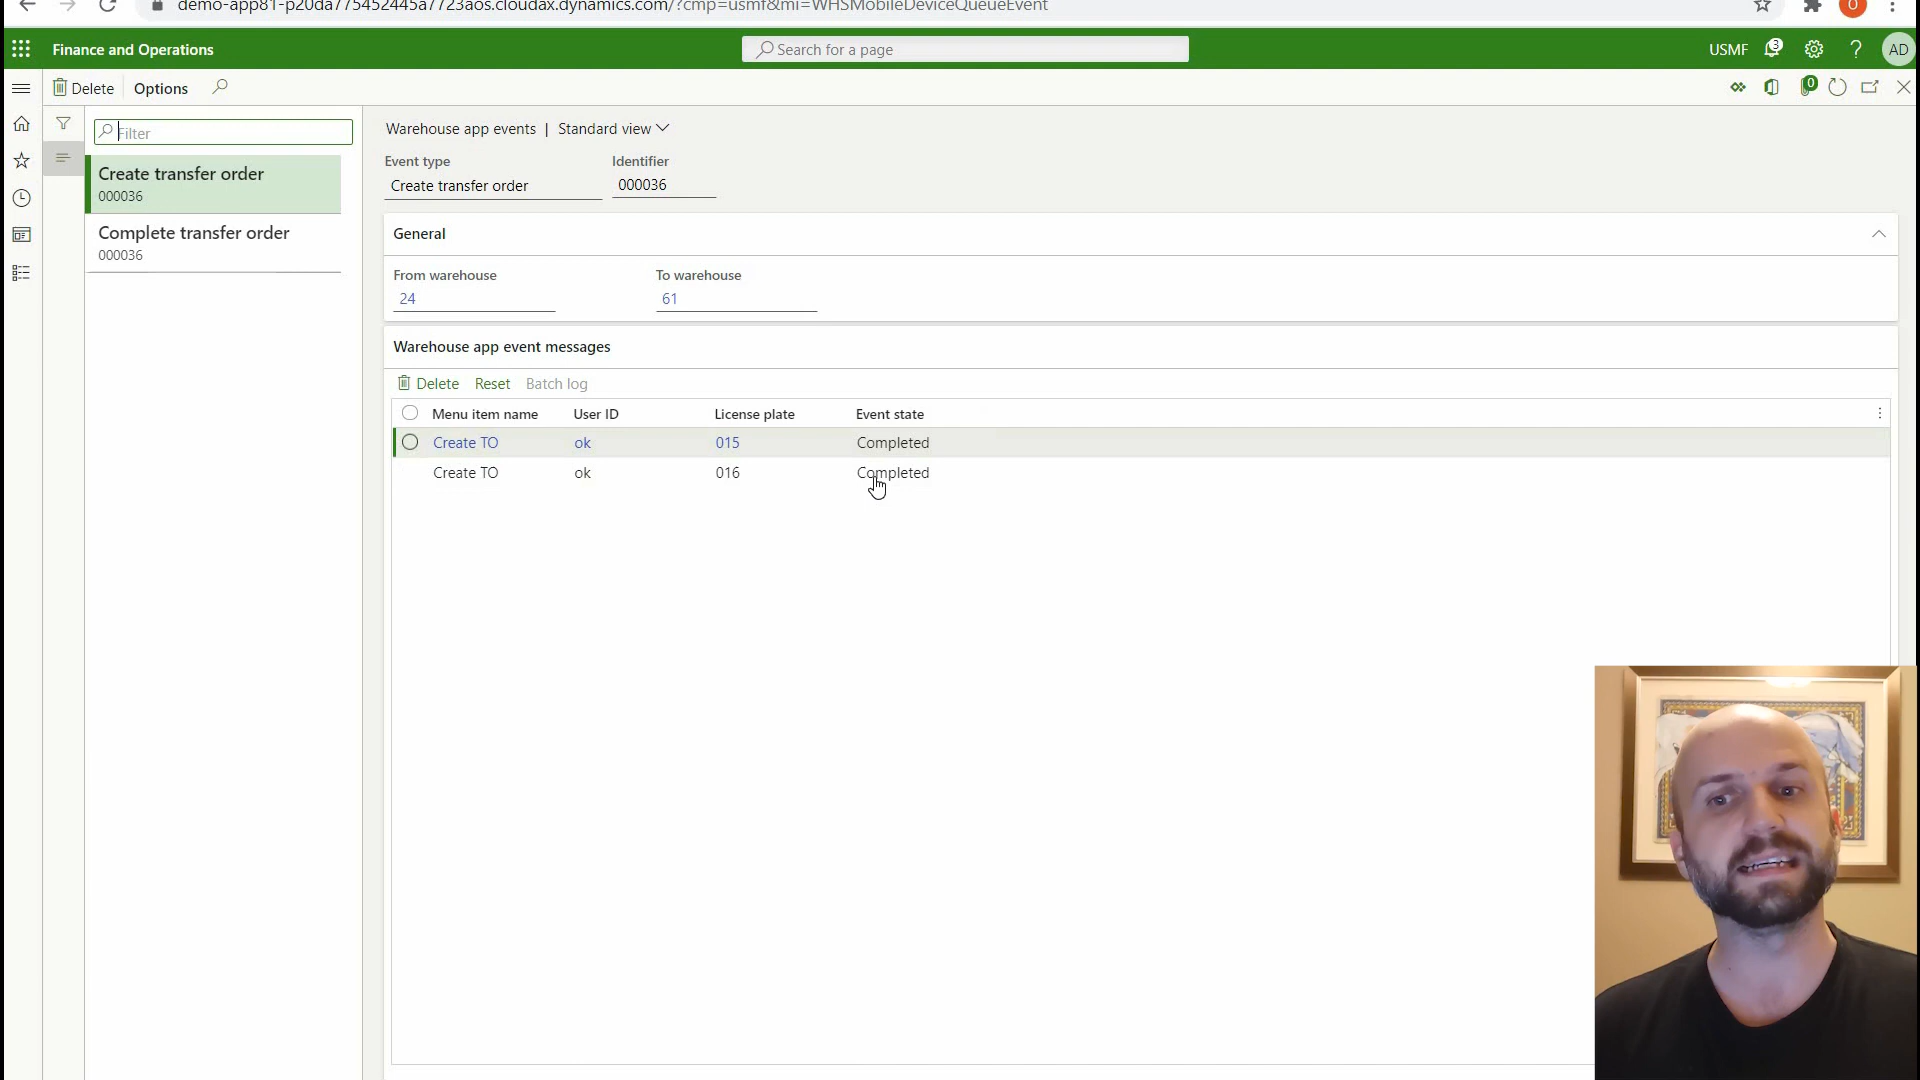 demo-app81-p20da775452445a7723aos.cloudax.dynamics.com/?cmp=usmf&mi=WHSMobileDeviceQueueEvent
O
Finance and Operations
Search for a page
USMF
3
?
AD
Delete
Options
0
Filter
Create transfer order
000036
Complete transfer order
000036
Warehouse app events | Standard view
Event type
Identifier
Create transfer order
000036
General
From warehouse
To warehouse
24
61
Warehouse app event messages
Delete
Reset
Batch log
Menu item name
User ID
License plate
Event state
Create TO
ok
015
Completed
Create TO
ok
016
Completed